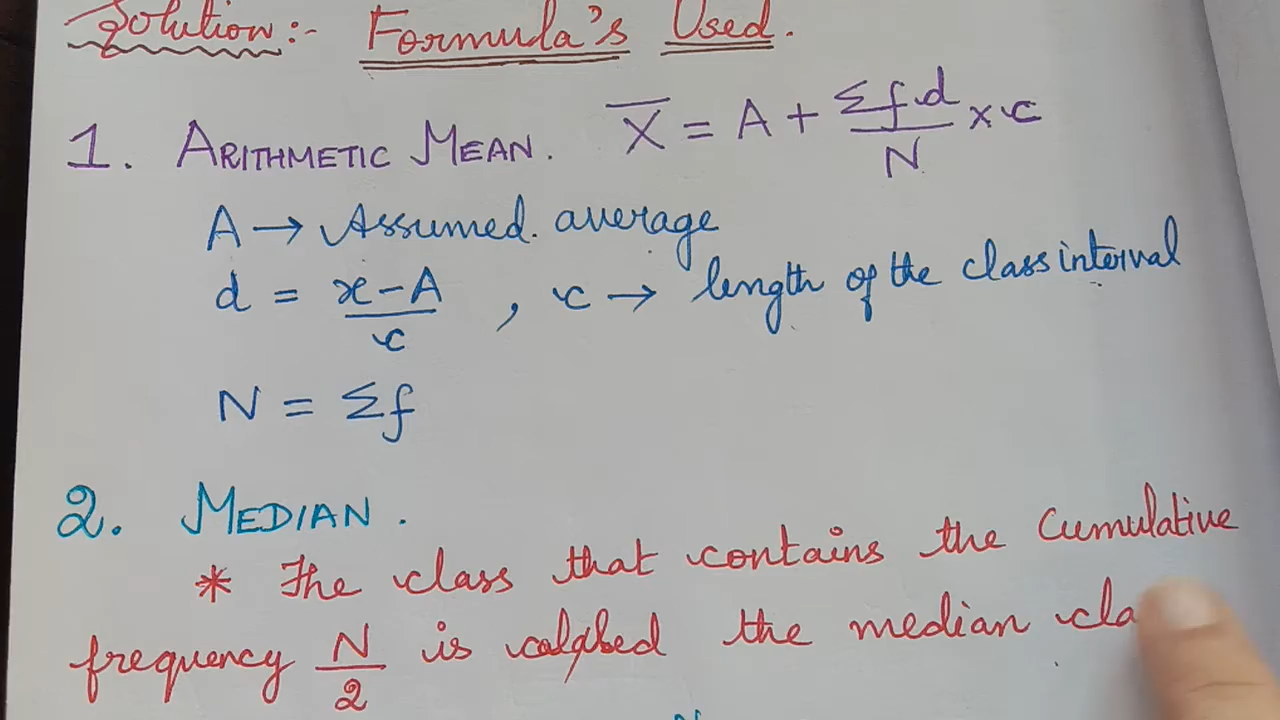 Solution:- Formula's Used.
1. ARITHMETIC MEAN. X̅ = A + Σfd/N × c
A → Assumed. average
d = x-A/c , c → length of the class interval
N = Σf
2. MEDIAN.
* The class that contains the Cumulative
frequency N/2 is called the median cla